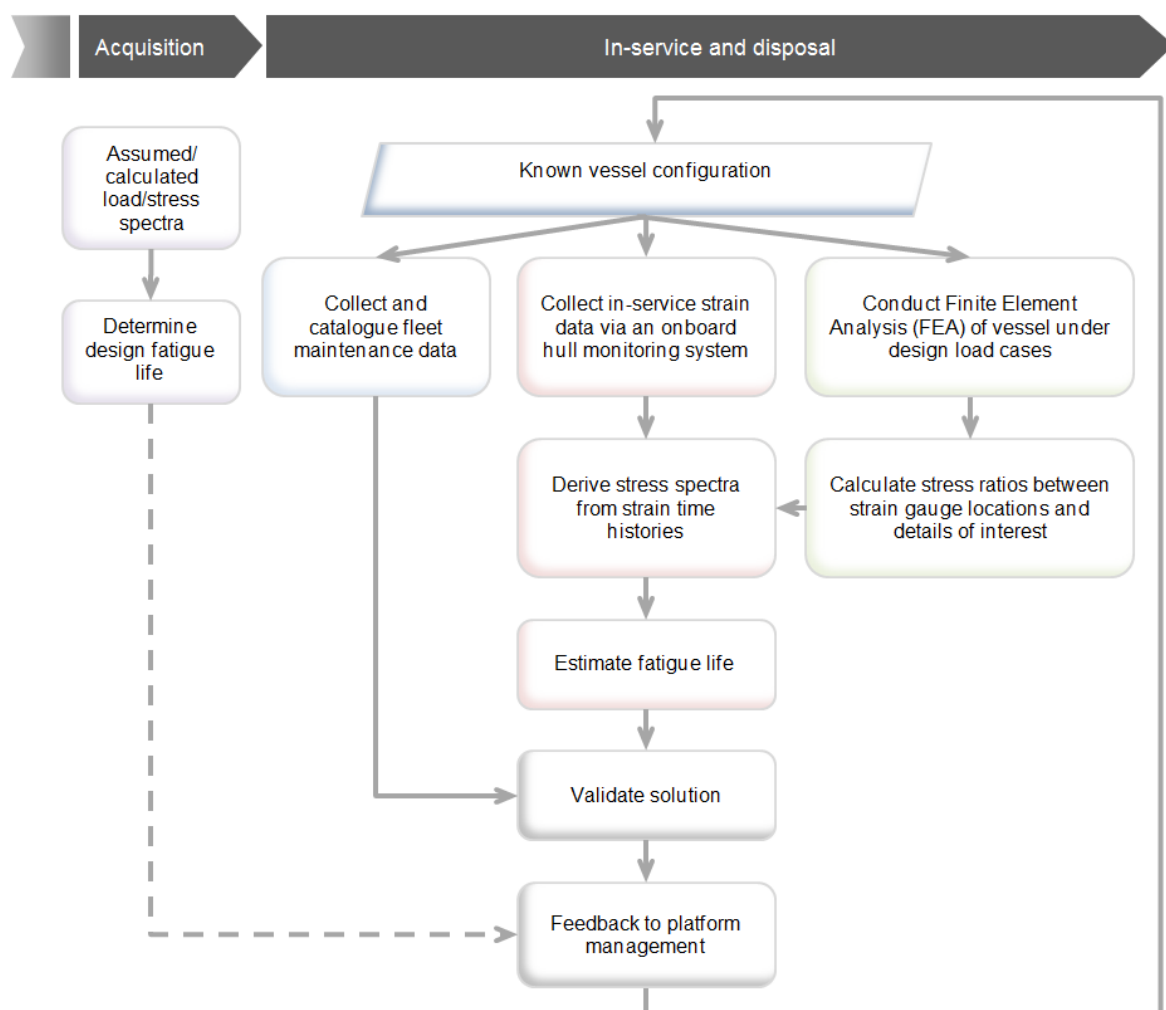 Acquisition
In-service and disposal
Assumed/
calculated
load/stress
spectra
Known vessel configuration
Determine
design fatigue
life
Collect and
catalogue fleet
maintenance data
Collect in-service strain
data via an onboard
hull monitoring system
Conduct Finite Element
Analysis (FEA) of vessel under
design load cases
Derive stress spectra
from strain time
histories
Calculate stress ratios between
strain gauge locations and
details of interest
Estimate fatigue life
Validate solution
Feedback to platform
management